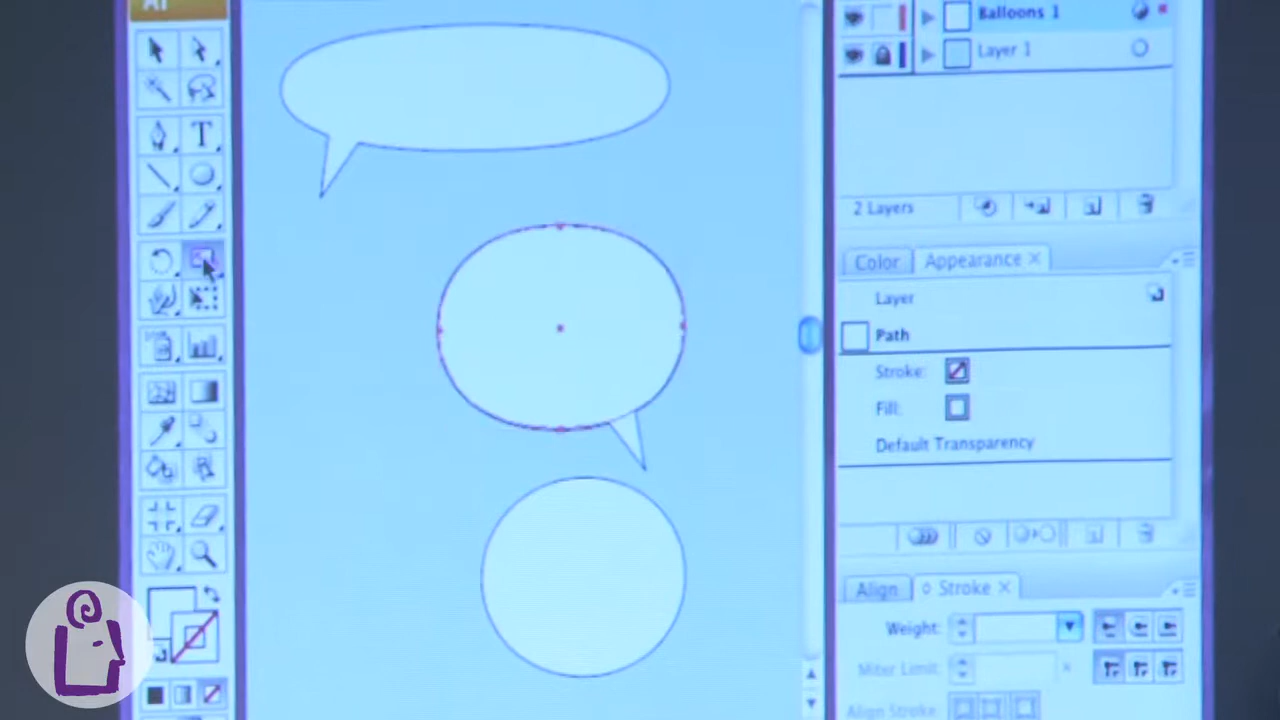 Ai
Balloons 1
Layer 1
T
2 Layers
Color Appearance
Layer
Path
Stroke:
Fill:
Default Transparency
Align Stroke
Weight:
Miter Limit:
Align Stroke: